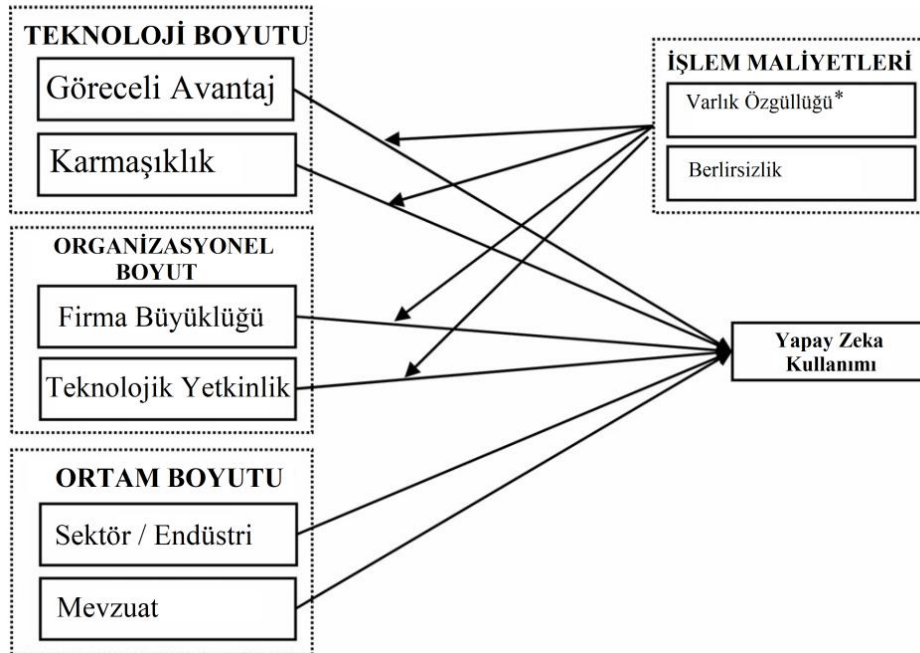 TEKNOLOJİ BOYUTU
Göreceli Avantaj
Karmaşıklık
ORGANİZASYONEL
BOYUT
Firma Büyüklüğü
Teknolojik Yetkinlik
ORTAM BOYUTU
Sektör / Endüstri
Mevzuat
İŞLEM MALİYETLERİ
Varlık Özgüllüğü*
Berlirsizlik
Yapay Zeka
Kullanımı